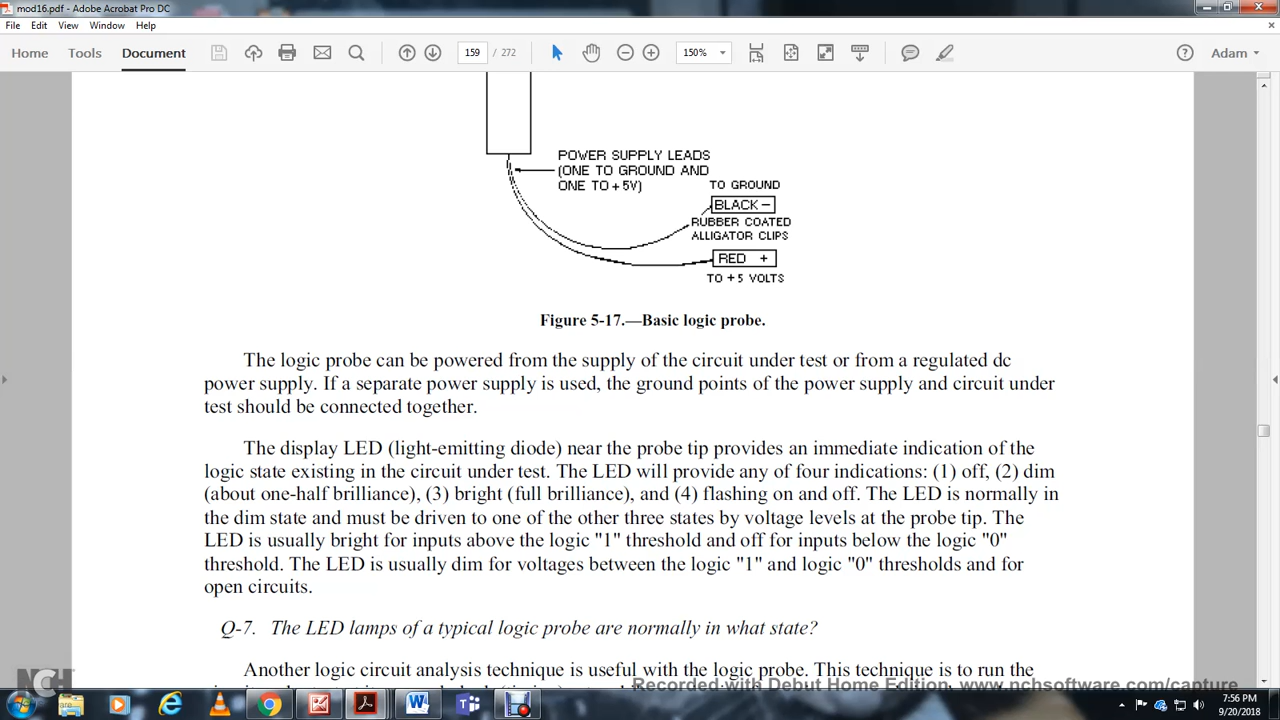 mod16.pdf - Adobe Acrobat Pro DC
File Edit View Window Help
Home Tools Document 159 / 272 150% Adam
POWER SUPPLY LEADS
(ONE TO GROUND AND
ONE TO + 5V)
TO GROUND
BLACK –
RUBBER COATED
ALLIGATOR CLIPS
RED +
TO + 5 VOLTS
Figure 5-17.—Basic logic probe.
The logic probe can be powered from the supply of the circuit under test or from a regulated dc
power supply. If a separate power supply is used, the ground points of the power supply and circuit under
test should be connected together.
The display LED (light-emitting diode) near the probe tip provides an immediate indication of the
logic state existing in the circuit under test. The LED will provide any of four indications: (1) off, (2) dim
(about one-half brilliance), (3) bright (full brilliance), and (4) flashing on and off. The LED is normally in
the dim state and must be driven to one of the other three states by voltage levels at the probe tip. The
LED is usually bright for inputs above the logic "1" threshold and off for inputs below the logic "0"
threshold. The LED is usually dim for voltages between the logic "1" and logic "0" thresholds and for
open circuits.
Q-7. The LED lamps of a typical logic probe are normally in what state?
Another logic circuit analysis technique is useful with the logic probe. This technique is to run the
NCH
Recorded with Debut Home Edition. www.nchsoftware.com/capture
7:56 PM
9/20/2018